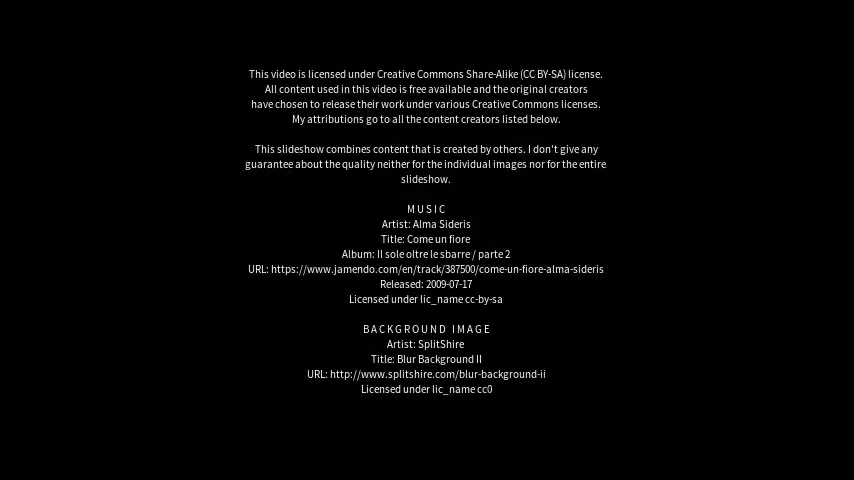 This video is licensed under Creative Commons Share-Alike (CC BY-SA) license.
All content used in this video is free available and the original creators
have chosen to release their work under various Creative Commons licenses.
My attributions go to all the content creators listed below.
This slideshow combines content that is created by others. I don't give any
guarantee about the quality neither for the individual images nor for the entire
slideshow.
MUSIC
Artist: Alma Sideris
Title: Come un fiore
Album: Il sole oltre le sbarre / parte 2
URL: https://www.jamendo.com/en/track/387500/come-un-fiore-alma-sideris
Released: 2009-07-17
Licensed under lic_name cc-by-sa
BACKGROUND IMAGE
Artist: SplitShire
Title: Blur Background II
URL: http://www.splitshire.com/blur-background-ii
Licensed under lic_name cc0